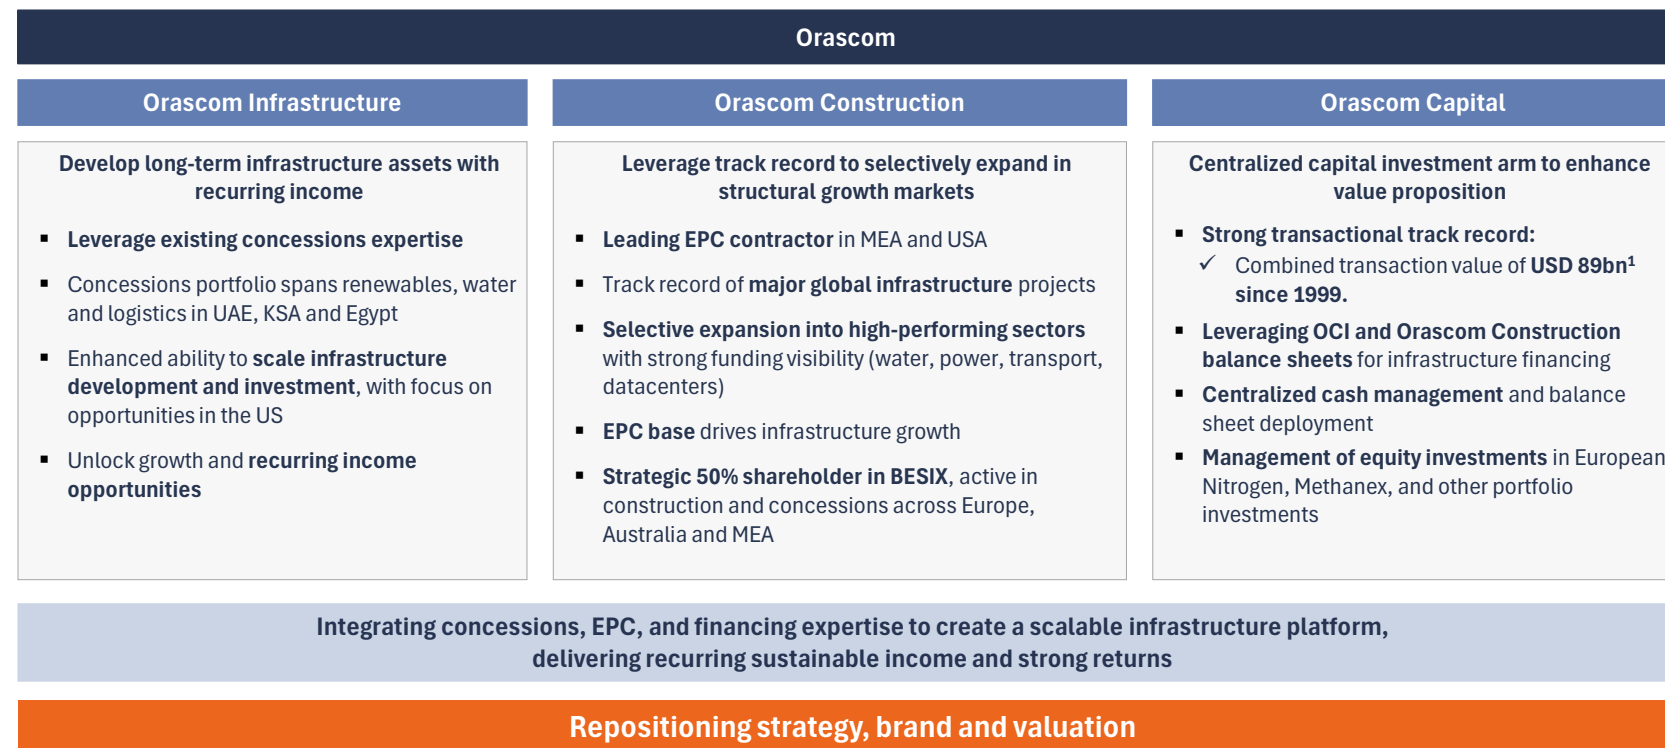 Orascom
Orascom Infrastructure
Develop long-term infrastructure assets with
recurring income
▪ Leverage existing concessions expertise
▪ Concessions portfolio spans renewables, water
and logistics in UAE, KSA and Egypt
▪ Enhanced ability to scale infrastructure
development and investment, with focus on
opportunities in the US
▪ Unlock growth and recurring income
opportunities
Orascom Construction
Leverage track record to selectively expand in
structural growth markets
▪ Leading EPC contractor in MEA and USA
▪ Track record of major global infrastructure projects
▪ Selective expansion into high-performing sectors
with strong funding visibility (water, power, transport,
datacenters)
▪ EPC base drives infrastructure growth
▪ Strategic 50% shareholder in BESIX, active in
construction and concessions across Europe,
Australia and MEA
Orascom Capital
Centralized capital investment arm to enhance
value proposition
▪ Strong transactional track record:
✓ Combined transaction value of USD 89bn¹
since 1999.
▪ Leveraging OCI and Orascom Construction
balance sheets for infrastructure financing
▪ Centralized cash management and balance
sheet deployment
▪ Management of equity investments in European
Nitrogen, Methanex, and other portfolio
investments
Integrating concessions, EPC, and financing expertise to create a scalable infrastructure platform,
delivering recurring sustainable income and strong returns
Repositioning strategy, brand and valuation